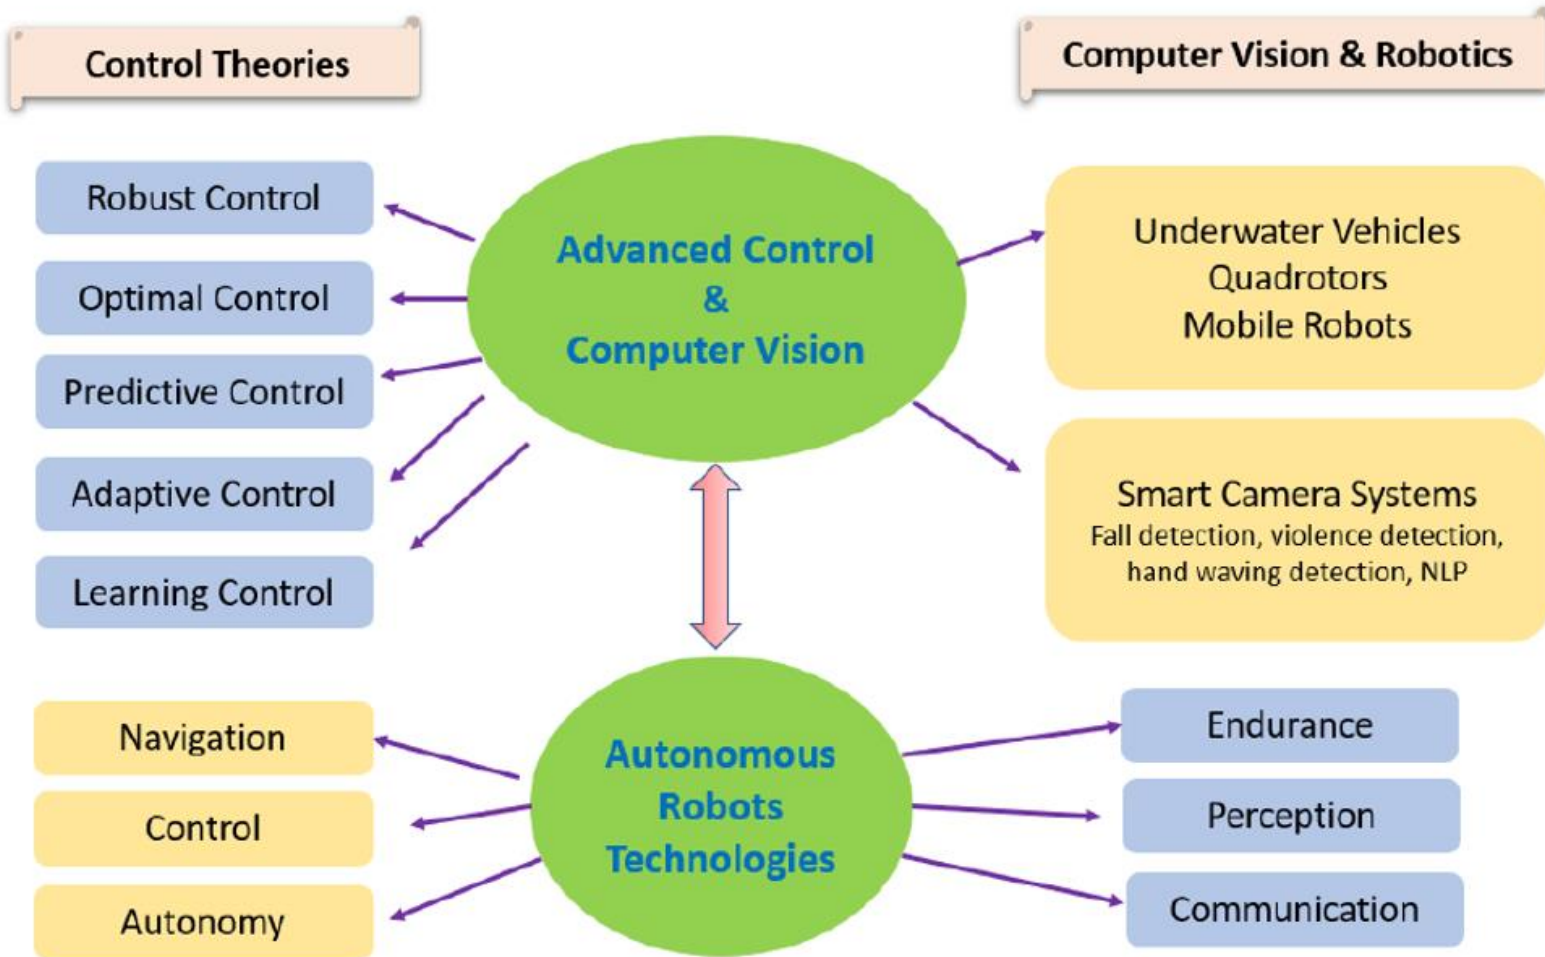 Control Theories
Computer Vision & Robotics
Robust Control
Optimal Control
Predictive Control
Adaptive Control
Learning Control
Advanced Control
&
Computer Vision
Underwater Vehicles
Quadrotors
Mobile Robots
Smart Camera Systems
Fall detection, violence detection,
hand waving detection, NLP
Navigation
Control
Autonomy
Autonomous
Robots
Technologies
Endurance
Perception
Communication